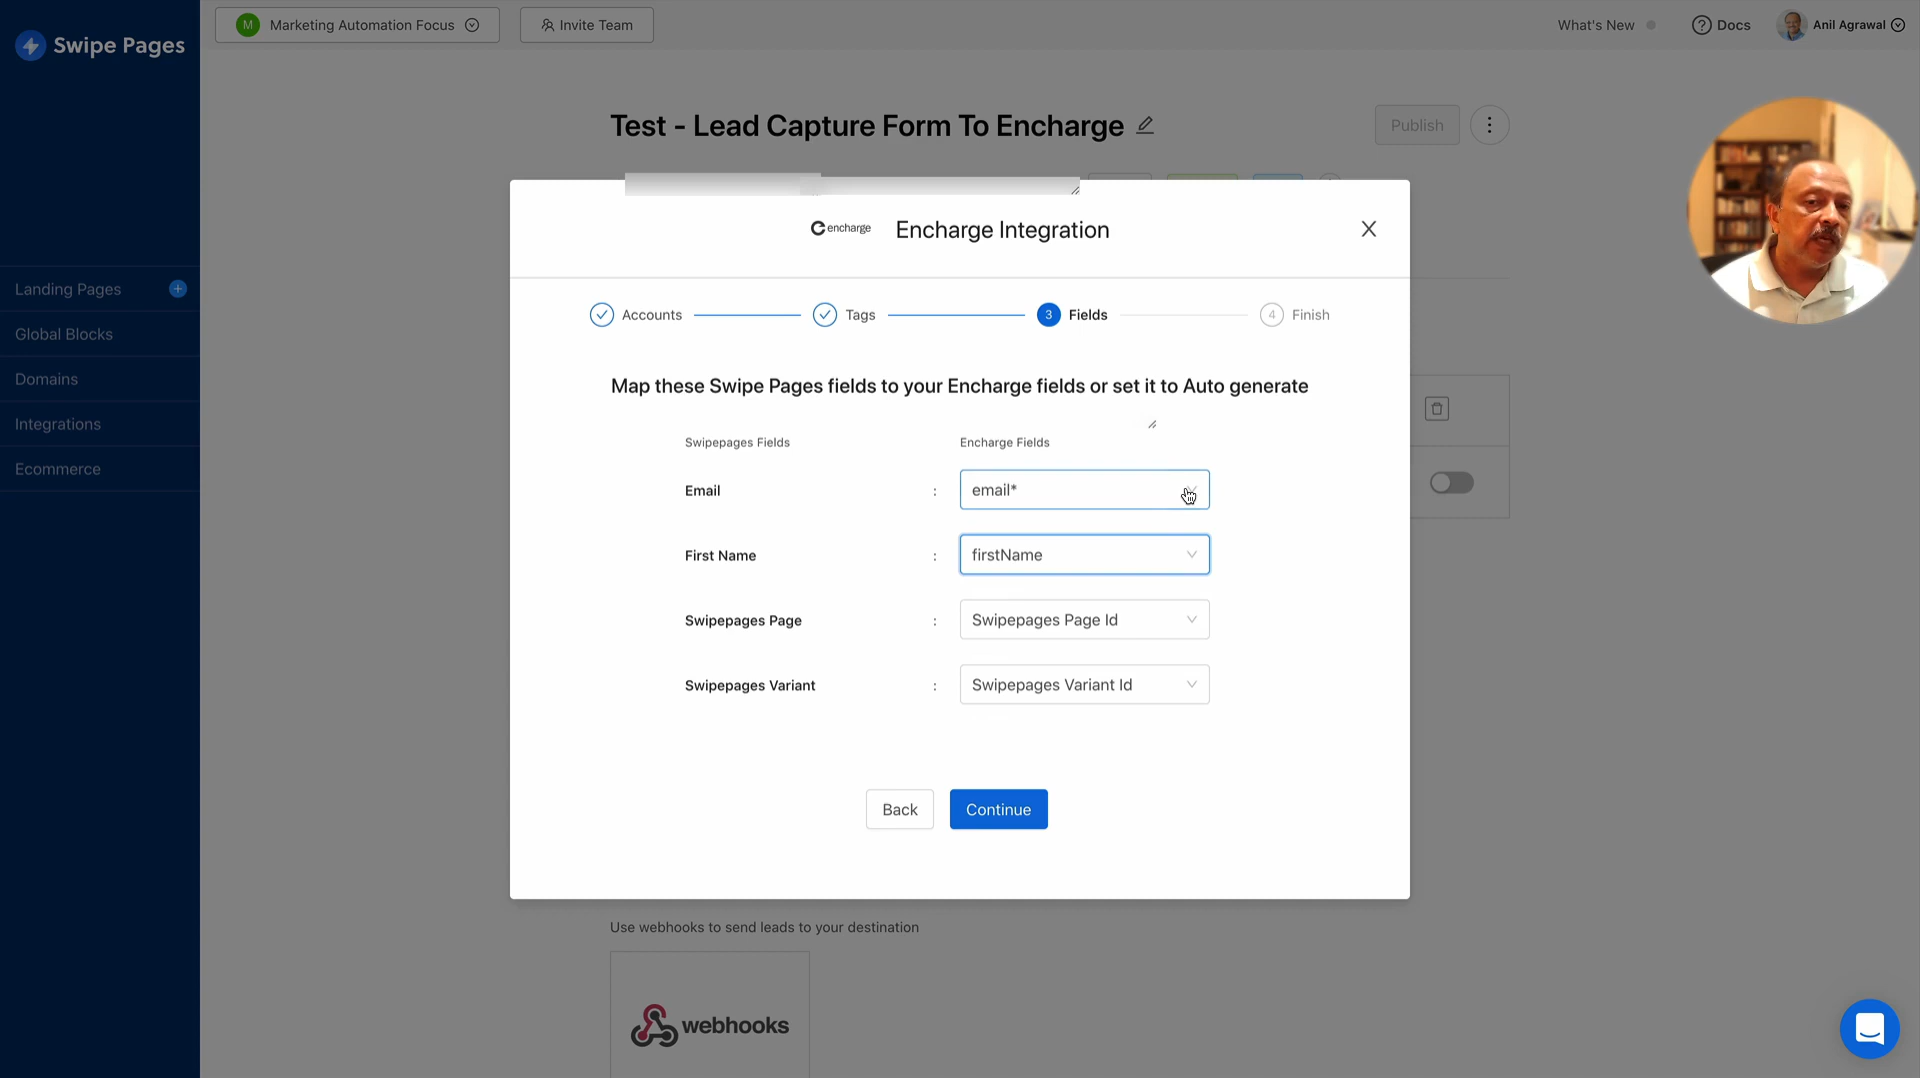 Swipe Pages
M Marketing Automation Focus
Invite Team
What's New
Docs
Anil Agrawal
Landing Pages
Global Blocks
Domains
Integrations
Ecommerce
Test - Lead Capture Form To Encharge
Publish
encharge
Encharge Integration
Accounts
Tags
3 Fields
4 Finish
Map these Swipe Pages fields to your Encharge fields or set it to Auto generate
Swipepages Fields
Encharge Fields
Email : email*
First Name : firstName
Swipepages Page : Swipepages Page Id
Swipepages Variant : Swipepages Variant Id
Back
Continue
Use webhooks to send leads to your destination
webhooks